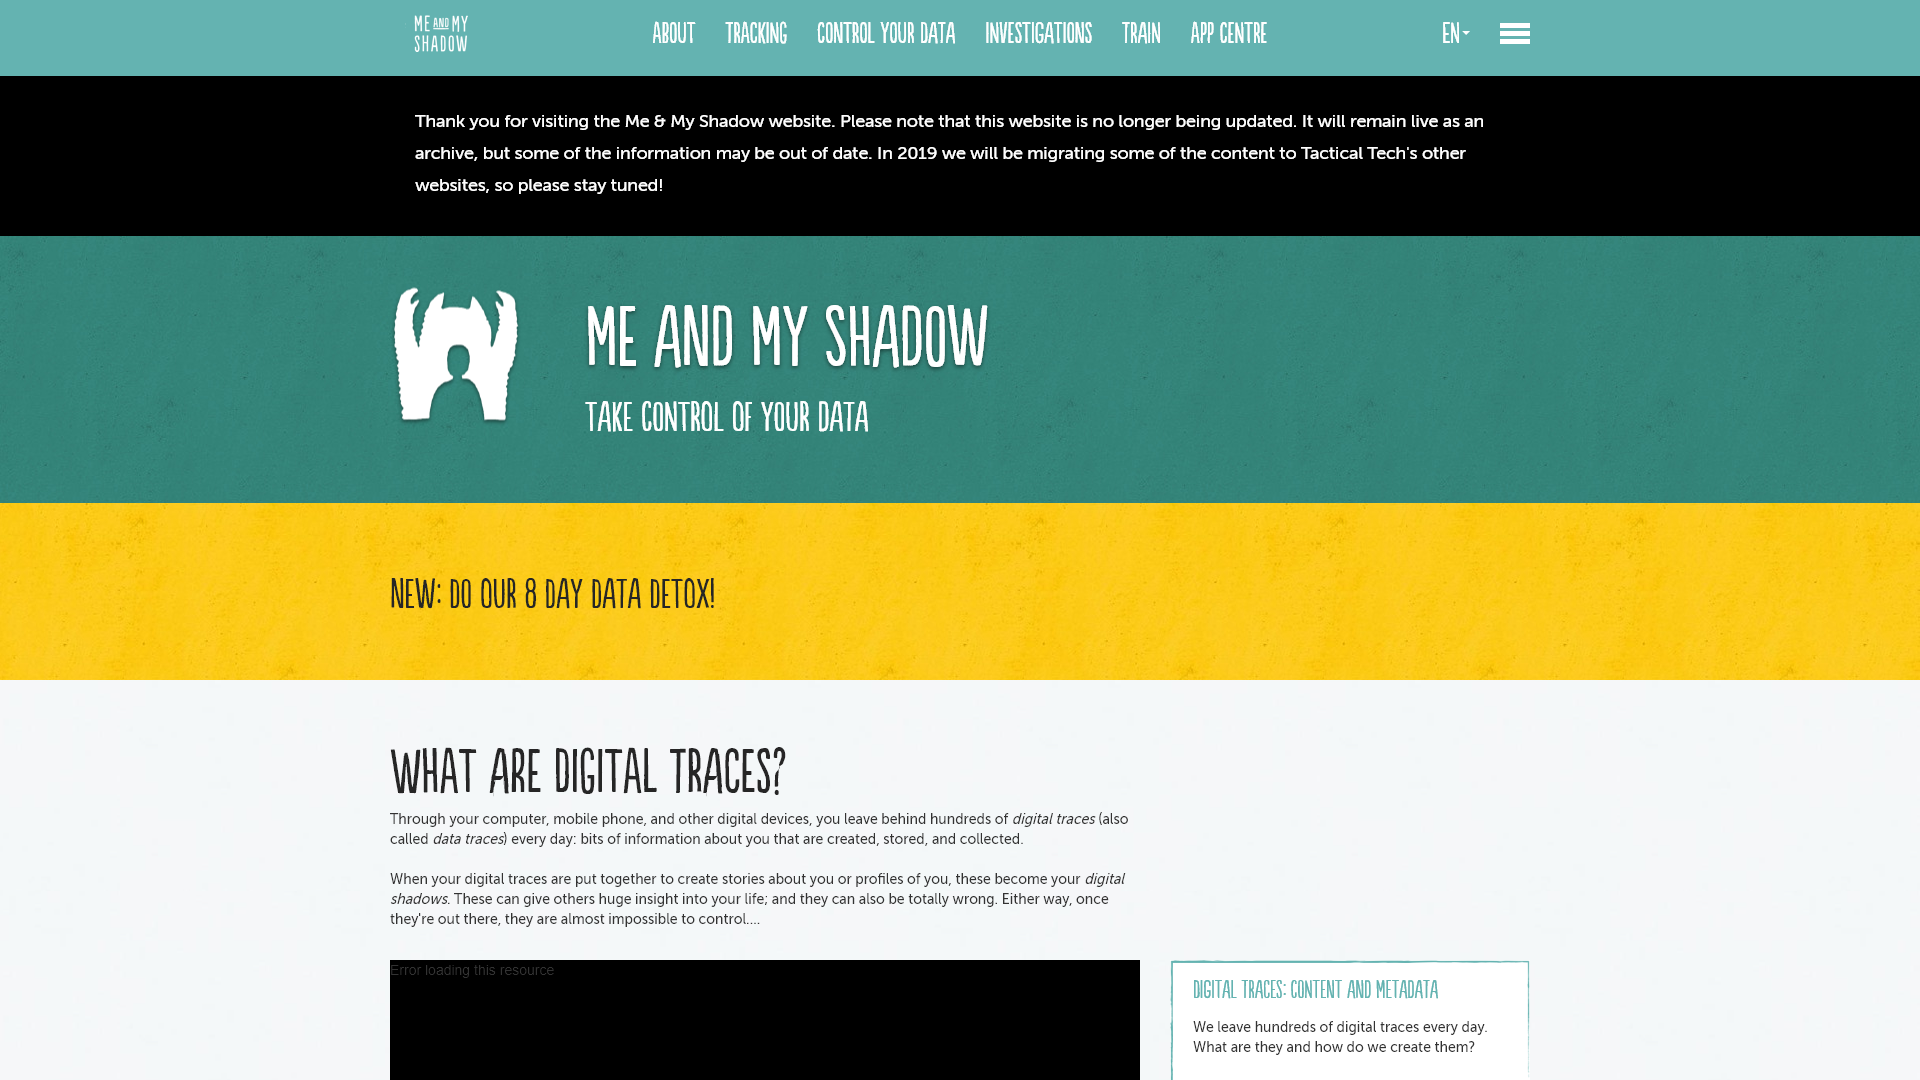 ME AND MY
SHADOW
ABOUT TRACKING CONTROL YOUR DATA INVESTIGATIONS TRAIN APP CENTRE EN
Thank you for visiting the Me & My Shadow website. Please note that this website is no longer being updated. It will remain live as an
archive, but some of the information may be out of date. In 2019 we will be migrating some of the content to Tactical Tech's other
websites, so please stay tuned!
ME AND MY SHADOW
TAKE CONTROL OF YOUR DATA
NEW: DO OUR 8 DAY DATA DETOX!
WHAT ARE DIGITAL TRACES?
Through your computer, mobile phone, and other digital devices, you leave behind hundreds of digital traces (also
called data traces) every day: bits of information about you that are created, stored, and collected.
When your digital traces are put together to create stories about you or profiles of you, these become your digital
shadows. These can give others huge insight into your life; and they can also be totally wrong. Either way, once
they're out there, they are almost impossible to control....
Error loading this resource
DIGITAL TRACES: CONTENT AND METADATA
We leave hundreds of digital traces every day.
What are they and how do we create them?